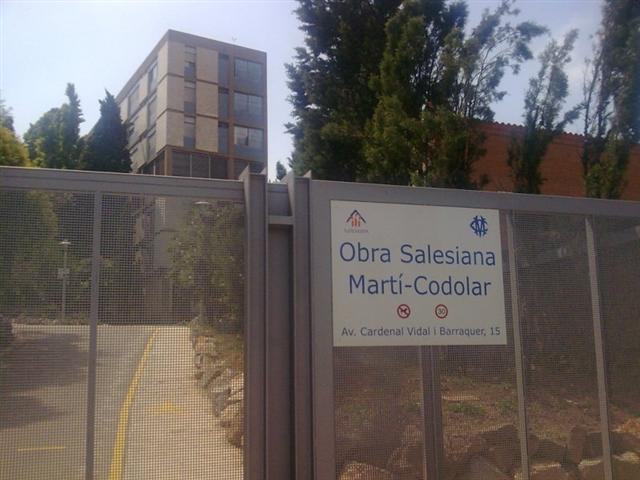 Obra Salesiana
Martí-Codolar
30
Av. Cardenal Vidal i Barraquer, 15